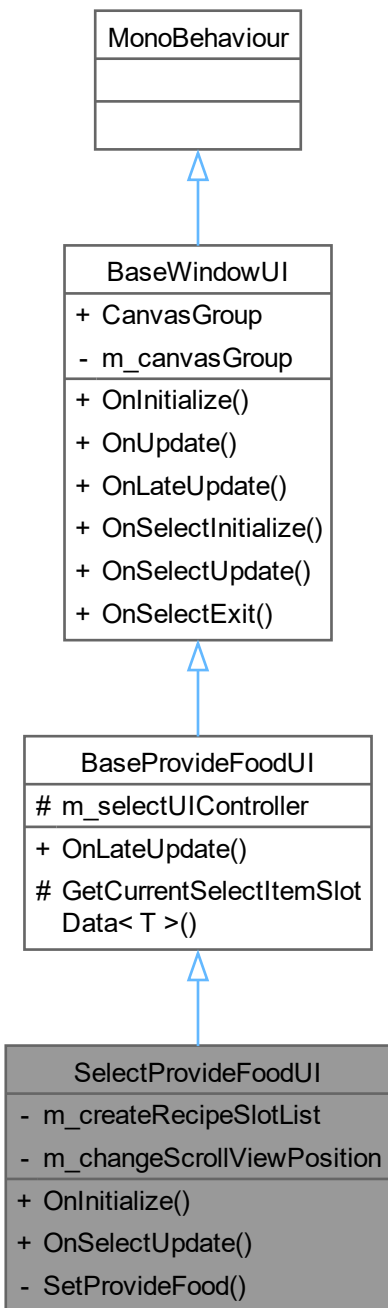 MonoBehaviour
BaseWindowUI
+ CanvasGroup
- m_canvasGroup
+ OnInitialize()
+ OnUpdate()
+ OnLateUpdate()
+ OnSelectInitialize()
+ OnSelectUpdate()
+ OnSelectExit()
BaseProvideFoodUI
# m_selectUIController
+ OnLateUpdate()
# GetCurrentSelectItemSlot
Data< T >()
SelectProvideFoodUI
- m_createRecipeSlotList
- m_changeScrollViewPosition
+ OnInitialize()
+ OnSelectUpdate()
- SetProvideFood()